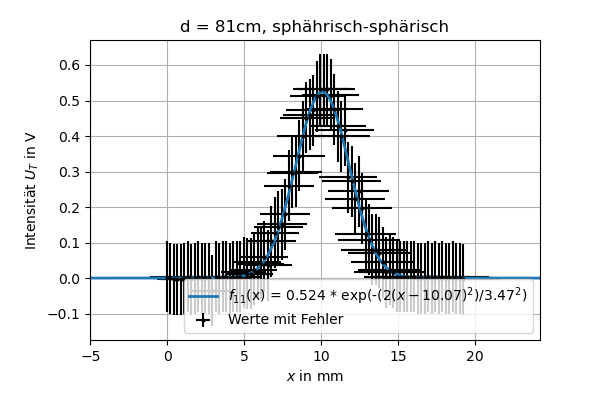 d = 81cm, sphährisch-sphärisch
0.6
0.5
0.4
0.3
0.2
0.1
0.0
−0.1
Intensität U_T in V
f_11(x) = 0.524 * exp(-(2(x − 10.07)²)/3.47²)
Werte mit Fehler
−5 0 5 10 15 20
x in mm